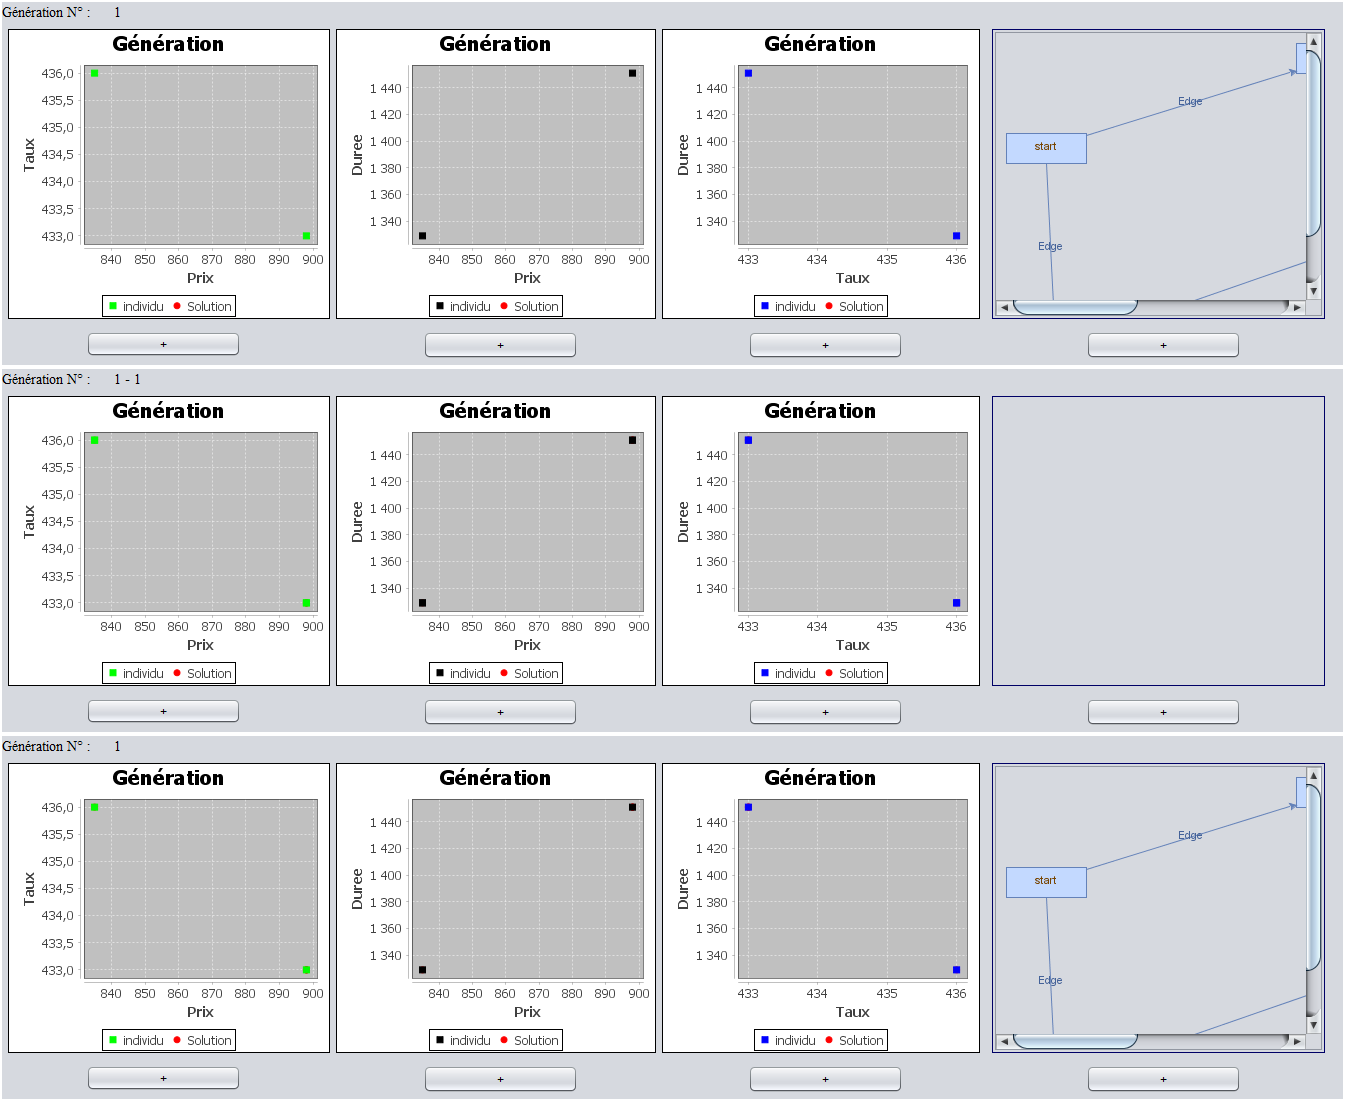 Génération N° : 1
Génération
436,0
435,5
435,0
434,5
434,0
433,5
433,0
Taux
840 850 860 870 880 890 900
Prix
individu Solution
+
Génération
1 440
1 420
1 400
1 380
1 360
1 340
Duree
840 850 860 870 880 890 900
Prix
individu Solution
+
Génération
1 440
1 420
1 400
1 380
1 360
1 340
Duree
433 434 435 436
Taux
individu Solution
+
Edge
start
Edge
+
Génération N° : 1 - 1
Génération
436,0
435,5
435,0
434,5
434,0
433,5
433,0
Taux
840 850 860 870 880 890 900
Prix
individu Solution
+
Génération
1 440
1 420
1 400
1 380
1 360
1 340
Duree
840 850 860 870 880 890 900
Prix
individu Solution
+
Génération
1 440
1 420
1 400
1 380
1 360
1 340
Duree
433 434 435 436
Taux
individu Solution
+
+
Génération N° : 1
Génération
436,0
435,5
435,0
434,5
434,0
433,5
433,0
Taux
840 850 860 870 880 890 900
Prix
individu Solution
+
Génération
1 440
1 420
1 400
1 380
1 360
1 340
Duree
840 850 860 870 880 890 900
Prix
individu Solution
+
Génération
1 440
1 420
1 400
1 380
1 360
1 340
Duree
433 434 435 436
Taux
individu Solution
+
Edge
start
Edge
+